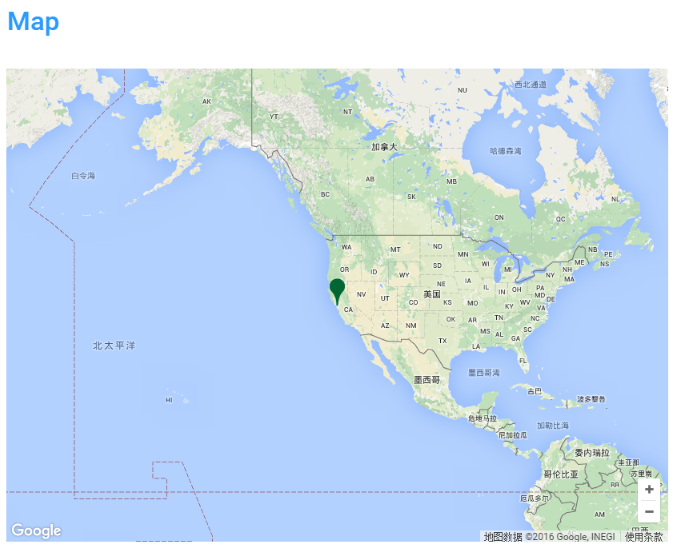 Map
AK
NU
西北通道
YT
NT
加拿大
哈德森湾
白令海
AB
MB
BC
SK
NL
ON
QC
WA
MT
ND
MN
NB
PE
NS
OR
ID
WY
SD
WI
MI
ME
NH
NY
MA
NV
UT
CO
NE
IA
IL
IN
OH
PA
MD
DE
美国
CA
KS
MO
KY
WV
VA
AZ
NM
OK
AR
TN
NC
SC
TX
MS
AL
GA
LA
FL
北太平洋
墨西哥
墨西哥湾
HI
古巴
波多黎各
危地马拉
加勒比海
尼加拉瓜
委内瑞拉
圭亚那
哥伦比亚
苏里南
RR
厄瓜多尔
AM
+
−
Google
地图数据 ©2016 Google, INEGI
使用条款